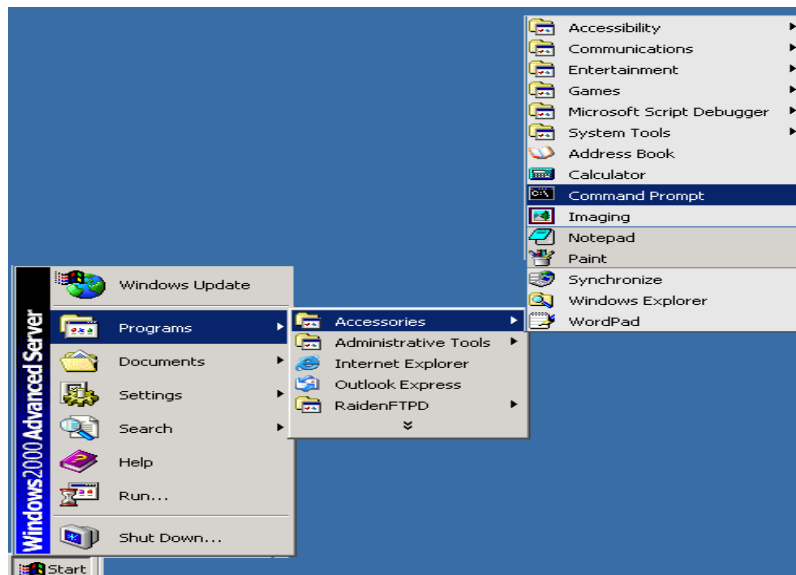 Accessibility
Communications
Entertainment
Games
Microsoft Script Debugger
System Tools
Address Book
Calculator
C:\
Command Prompt
Imaging
Notepad
Paint
Synchronize
Windows Explorer
WordPad
Accessories
Administrative Tools
Internet Explorer
Outlook Express
RaidenFTPD
Windows Update
Programs
Documents
Settings
Search
Help
Run...
Shut Down...
Windows2000 Advanced Server
Start